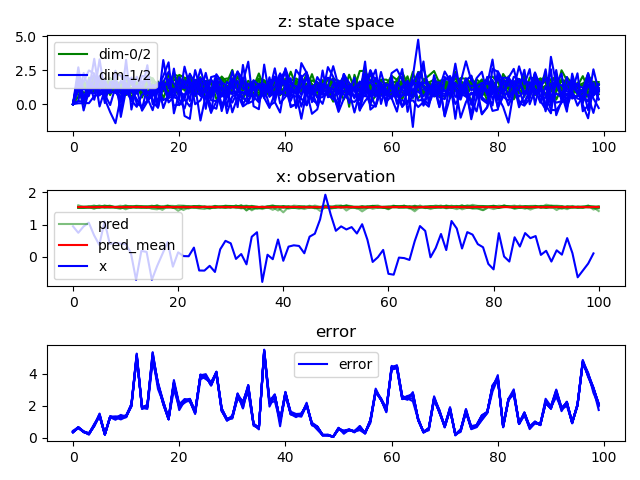 z: state space
5.0
2.5
0.0
dim-0/2
dim-1/2
0 20 40 60 80 100
x: observation
2
1
0
pred
pred_mean
x
0 20 40 60 80 100
error
4
2
0
error
0 20 40 60 80 100